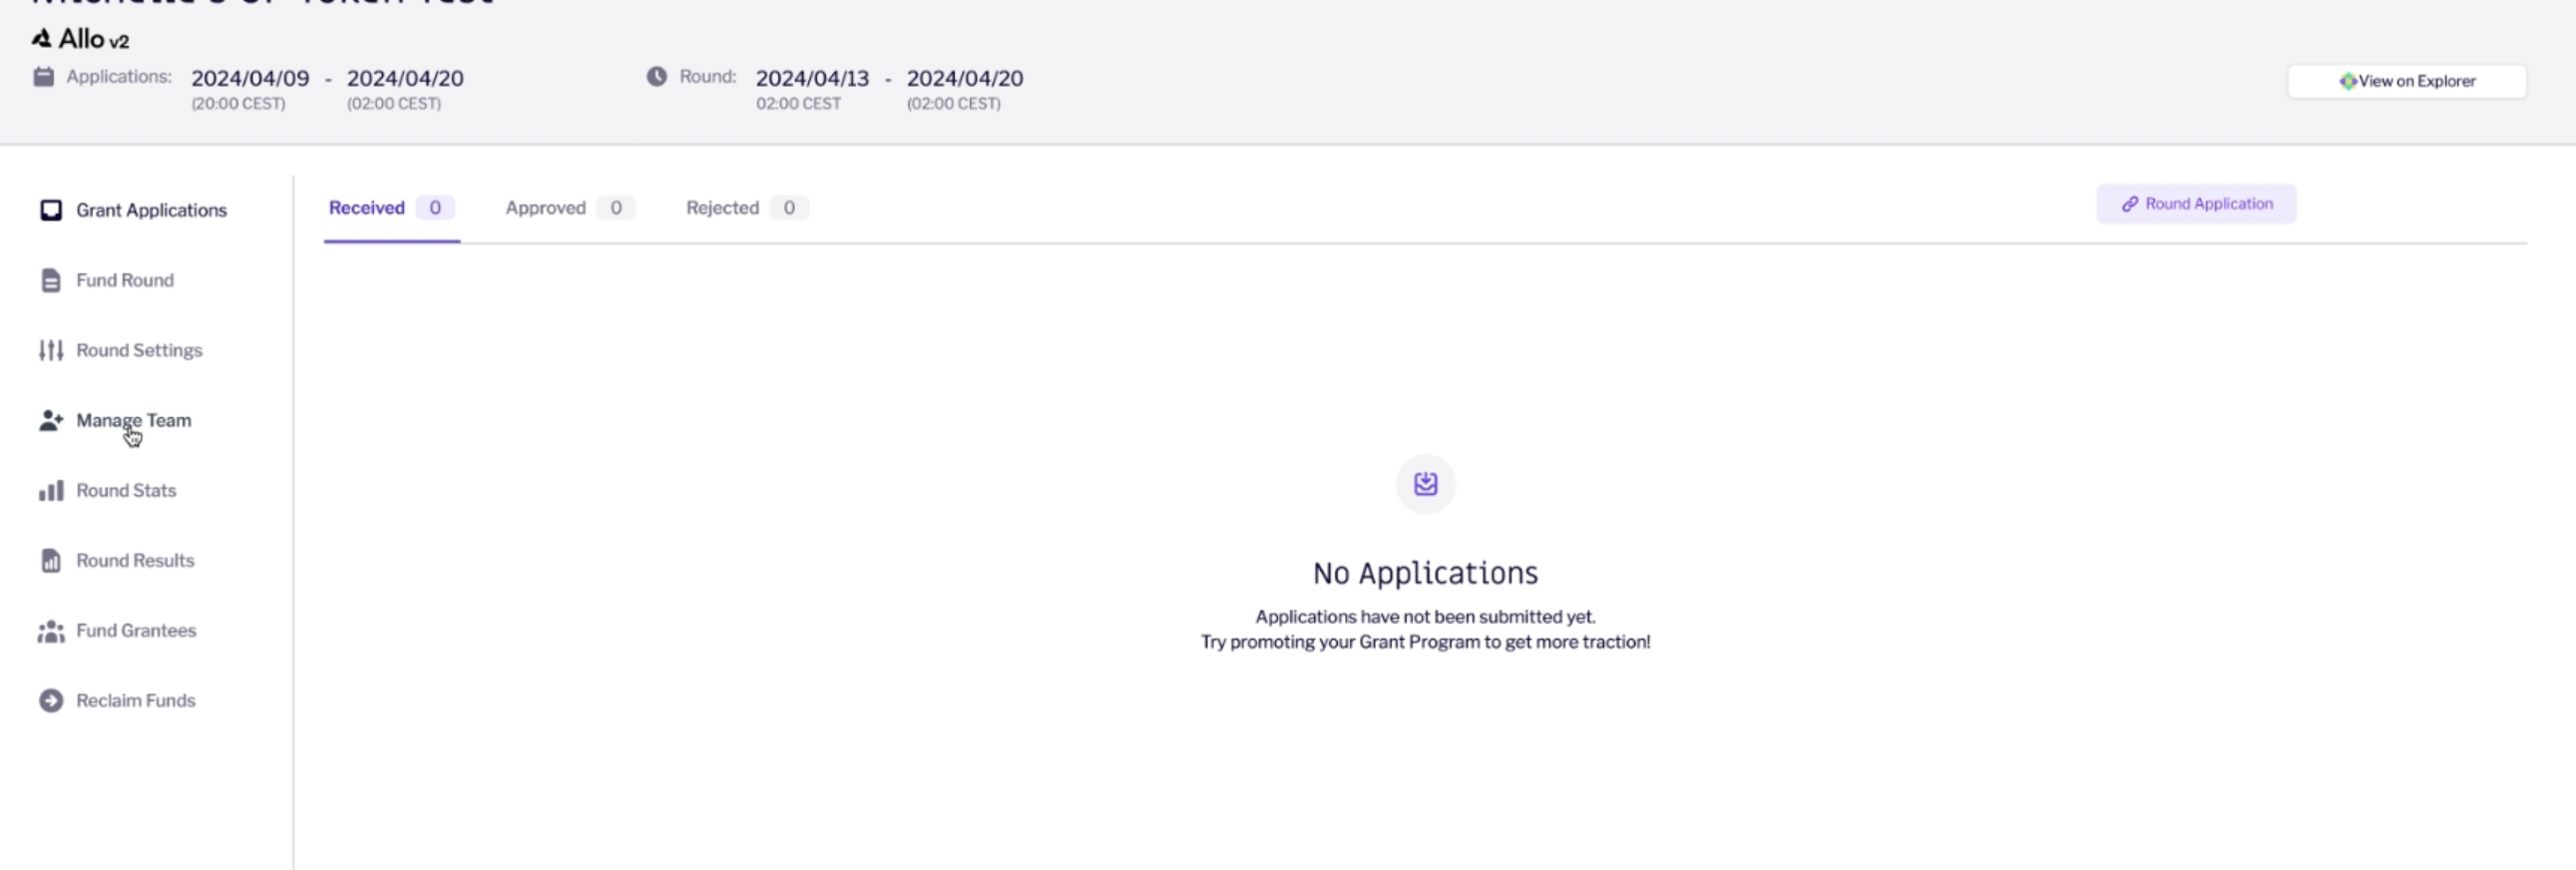 Allo v2
Applications: 2024/04/09 - 2024/04/20
(20:00 CEST) (02:00 CEST)
Round: 2024/04/13 - 2024/04/20
02:00 CEST (02:00 CEST)
View on Explorer
Grant Applications
Fund Round
Round Settings
Manage Team
Round Stats
Round Results
Fund Grantees
Reclaim Funds
Received 0 Approved 0 Rejected 0
Round Application
No Applications
Applications have not been submitted yet.
Try promoting your Grant Program to get more traction!